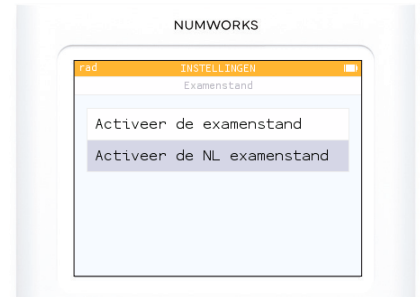 NUMWORKS
rad INSTELLINGEN
Examenstand
Activeer de examenstand
Activeer de NL examenstand